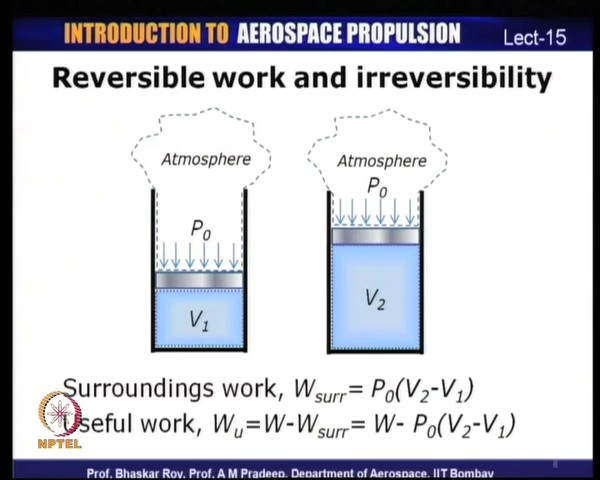 INTRODUCTION TO AEROSPACE PROPULSION Lect-15
Reversible work and irreversibility
Atmosphere
P0
V1
Atmosphere
P0
V2
Surroundings work, Wsurr= P0(V2-V1)
Useful work, Wu=W-Wsurr= W- P0(V2-V1)
NPTEL
8
Prof. Bhaskar Roy, Prof. A M Pradeep, Department of Aerospace, IIT Bombay